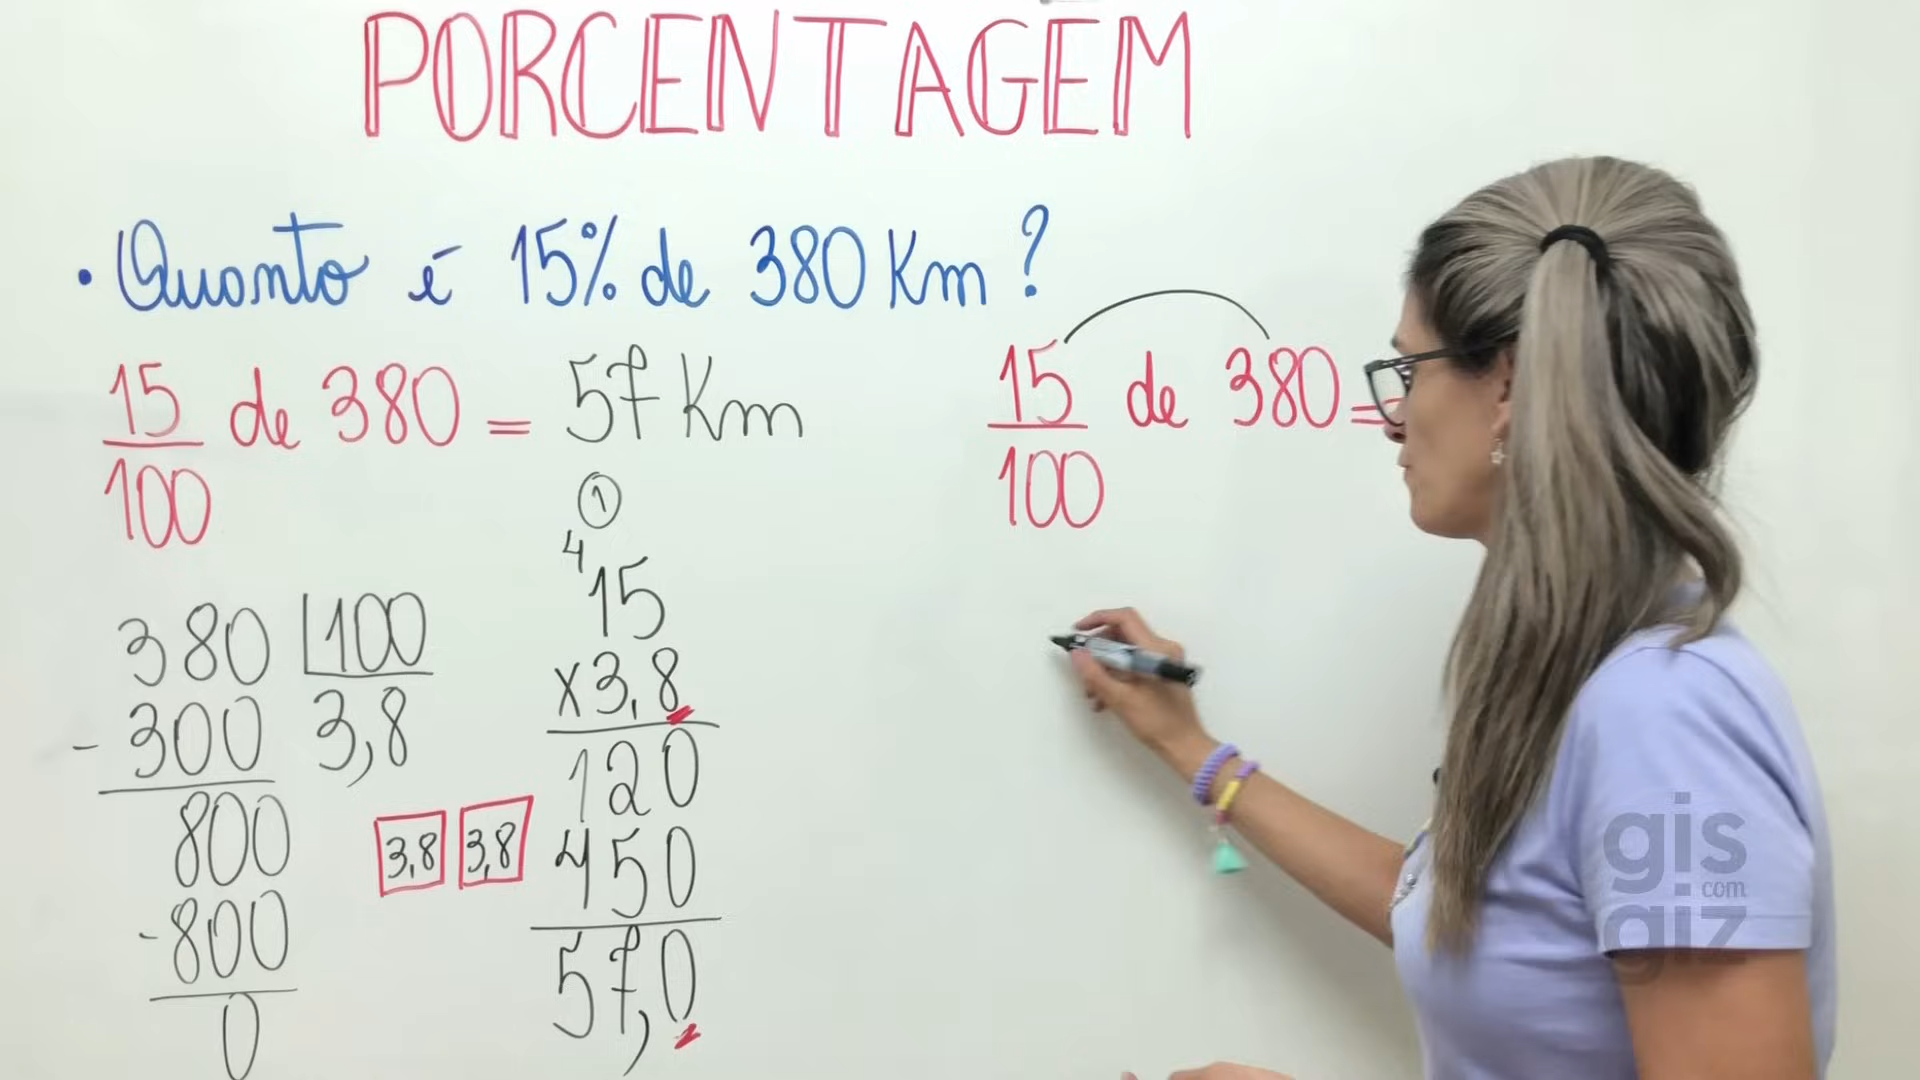 PORCENTAGEM
• Quanto é 15% de 380 Km ?
15/100 de 380 = 57 Km
380 |100
- 300 3,8
800
-800
0
3,8 3,8
1
4
15
x 3,8
120
450
57,0
15/100 de 380 =
gis
com
giz